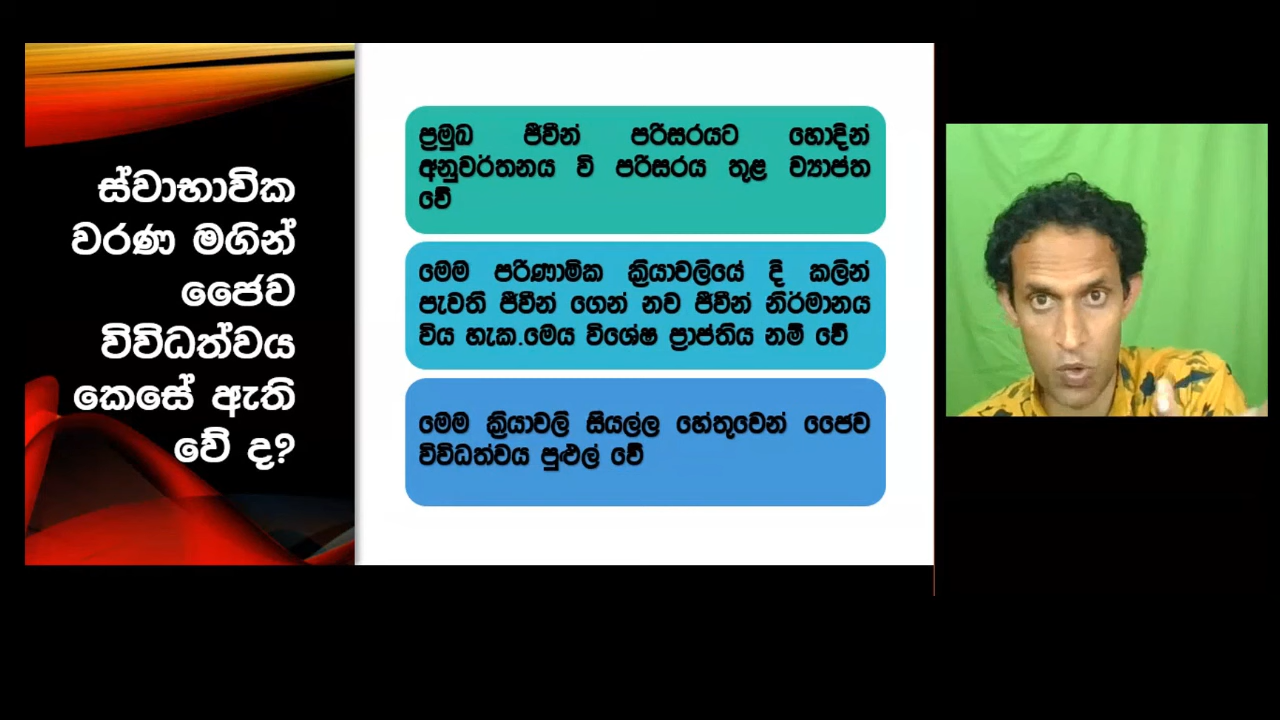 ස්වාභාවික
වරණ මගින්
ජෛව
විවිධත්වය
කෙසේ ඇති
වේ ද?
ප්‍රමුඛ ජීවීන් පරිසරයට හොදින්
අනුවර්තනය වි පරිසරය තුළ ව්‍යාප්ත
වේ
මෙම පරිණාමික ක්‍රියාවලියේ දි කලින්
පැවති ජීවීන් ගෙන් නව ජීවීන් නිර්මානය
විය හැක.මෙය විශේෂ ප්‍රාප්තිය නම් වේ
මෙම ක්‍රියාවලි සියල්ල හේතුවෙන් ජෛව
විවිධත්වය පුළුල් වේ